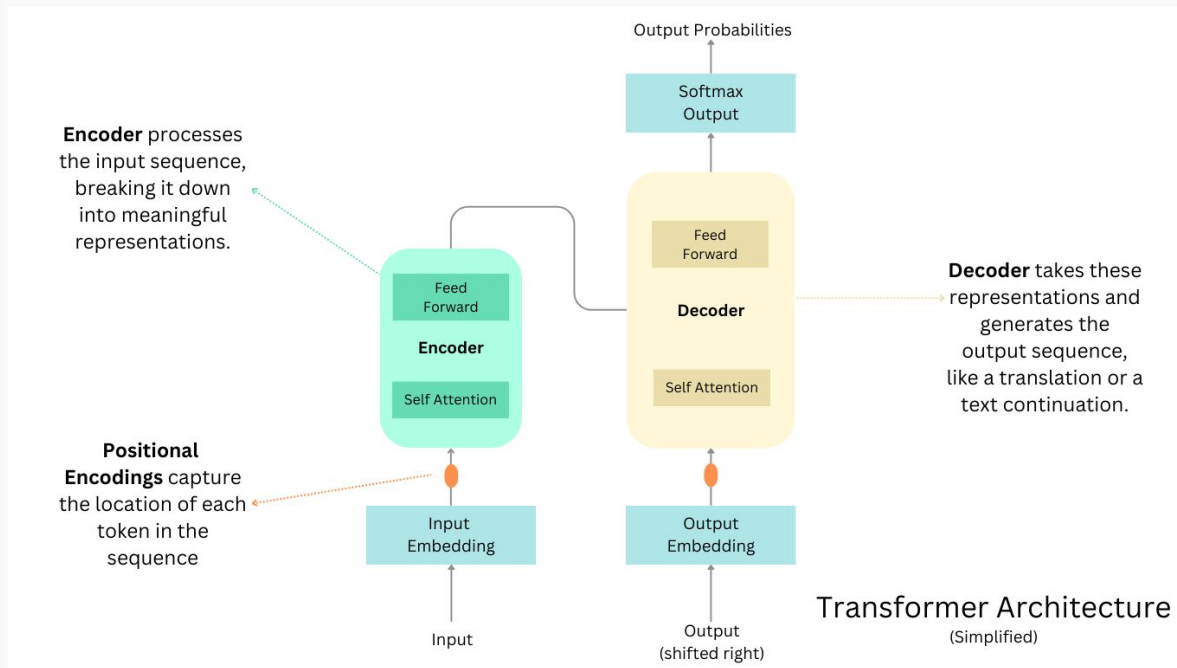 Output Probabilities
Softmax
Output
Encoder processes
the input sequence,
breaking it down
into meaningful
representations.
Feed
Forward
Encoder
Self Attention
Feed
Forward
Decoder
Self Attention
Decoder takes these
representations and
generates the
output sequence,
like a translation or a
text continuation.
Positional
Encodings capture
the location of each
token in the
sequence
Input
Embedding
Output
Embedding
Input
Output
(shifted right)
Transformer Architecture
(Simplified)